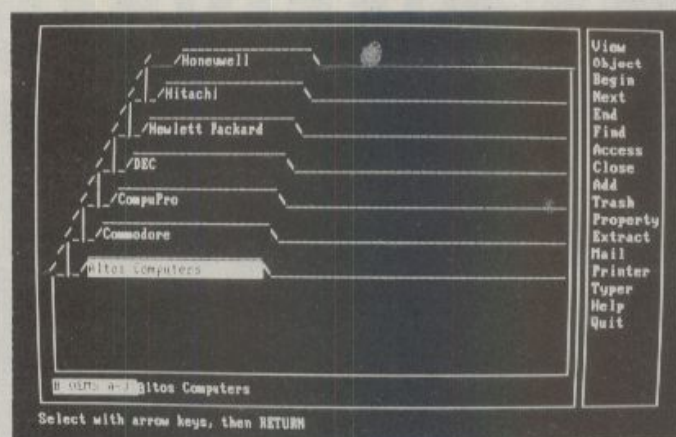 Honeuwell
Hitachi
Hewlett Packard
DEC
CompuPro
Commodore
Altos Computers
Altos Computers
Select with arrow keys, then RETURN
View
Object
Begin
Next
End
Find
Access
Close
Add
Trash
Property
Extract
Mail
Printer
Typer
Help
Quit